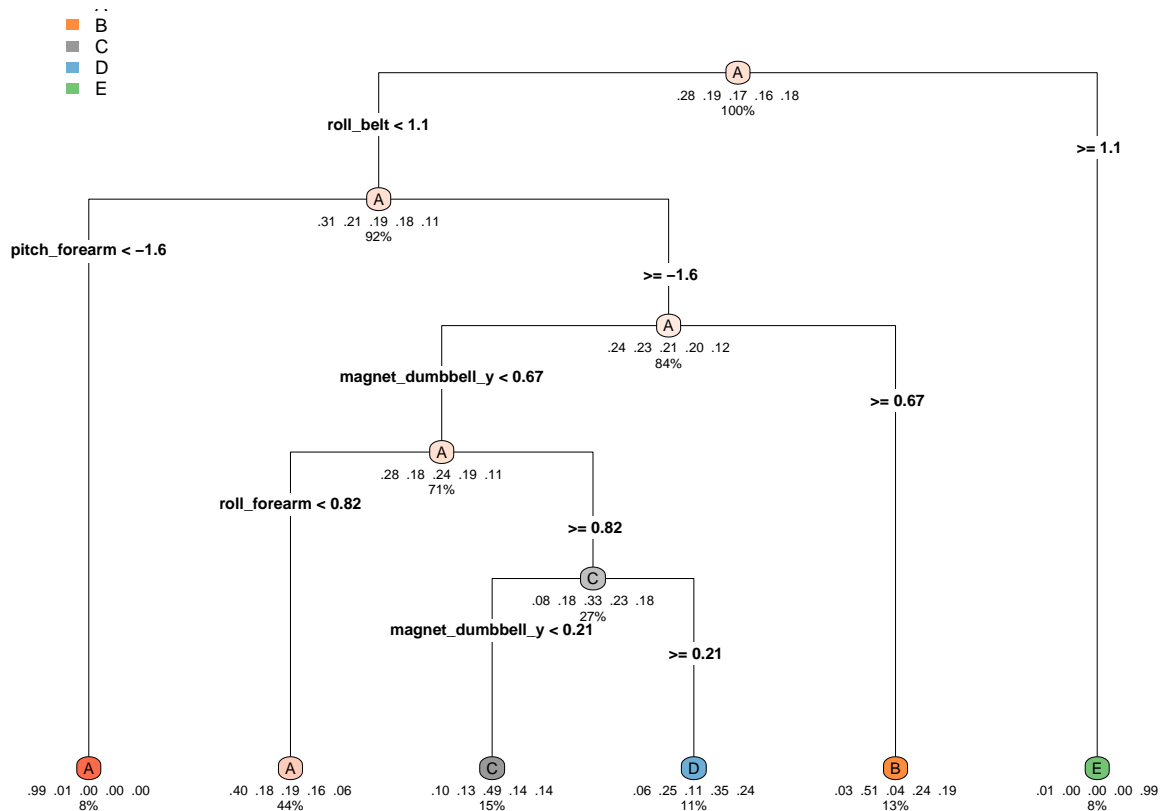 B
C
D
E
A
.28 .19 .17 .16 .18
100%
roll_belt < 1.1
>= 1.1
A
.31 .21 .19 .18 .11
92%
pitch_forearm < −1.6
>= −1.6
A
.24 .23 .21 .20 .12
84%
magnet_dumbbell_y < 0.67
>= 0.67
A
.28 .18 .24 .19 .11
71%
roll_forearm < 0.82
>= 0.82
C
.08 .18 .33 .23 .18
27%
magnet_dumbbell_y < 0.21
>= 0.21
A
.99 .01 .00 .00 .00
8%
A
.40 .18 .19 .16 .06
44%
C
.10 .13 .49 .14 .14
15%
D
.06 .25 .11 .35 .24
11%
B
.03 .51 .04 .24 .19
13%
E
.01 .00 .00 .00 .99
8%